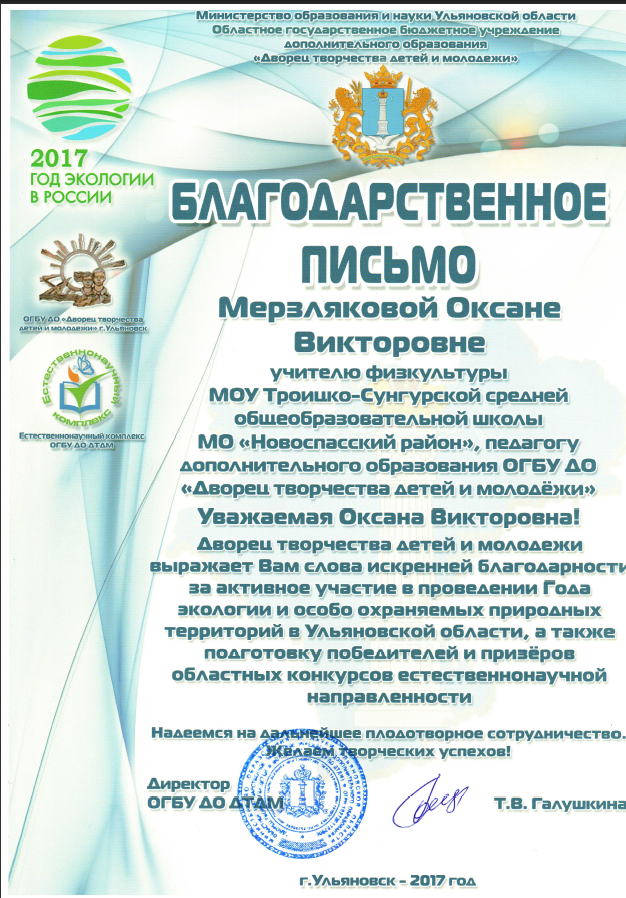 Министерство образования и науки Ульяновской области
Областное государственное бюджетное учреждение
дополнительного образования
«Дворец творчества детей и молодежи»
2017
ГОД ЭКОЛОГИИ
В РОССИИ
БЛАГОДАРСТВЕННОЕ
ПИСЬМО
ОГБУ ДО «Дворец творчества
детей и молодежи» г.Ульяновск
Естественнонаучный
комплекс
Естественнонаучный комплекс
ОГБУ ДО ДТДМ
Мерзляковой Оксане
Викторовне
учителю физкультуры
МОУ Троицко-Сунгурской средней
общеобразовательной школы
МО «Новоспасский район», педагогу
дополнительного образования ОГБУ ДО
«Дворец творчества детей и молодёжи»
Уважаемая Оксана Викторовна!
Дворец творчества детей и молодежи
выражает Вам слова искренней благодарности
за активное участие в проведении Года
экологии и особо охраняемых природных
территорий в Ульяновской области, а также
подготовку победителей и призёров
областных конкурсов естественнонаучной
направленности
Надеемся на дальнейшее плодотворное сотрудничество.
Желаем творческих успехов!
Директор
ОГБУ ДО ДТДМ
Т.В. Галушкина
г.Ульяновск - 2017 год